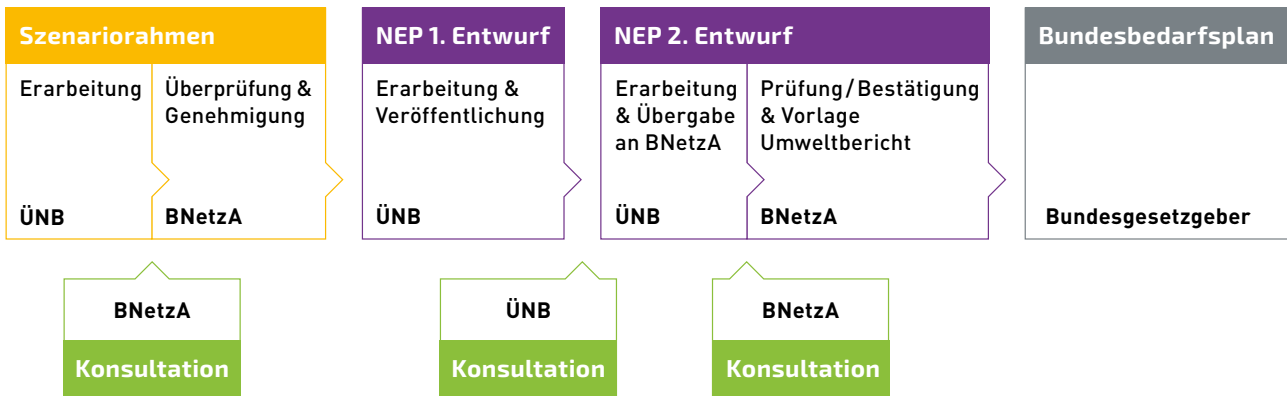 Szenariorahmen
Erarbeitung
ÜNB
Überprüfung &
Genehmigung
BNetzA
NEP 1. Entwurf
Erarbeitung &
Veröffentlichung
ÜNB
NEP 2. Entwurf
Erarbeitung
& Übergabe
an BNetzA
ÜNB
Prüfung/Bestätigung
& Vorlage
Umweltbericht
BNetzA
Bundesbedarfsplan
Bundesgesetzgeber
BNetzA
Konsultation
ÜNB
Konsultation
BNetzA
Konsultation